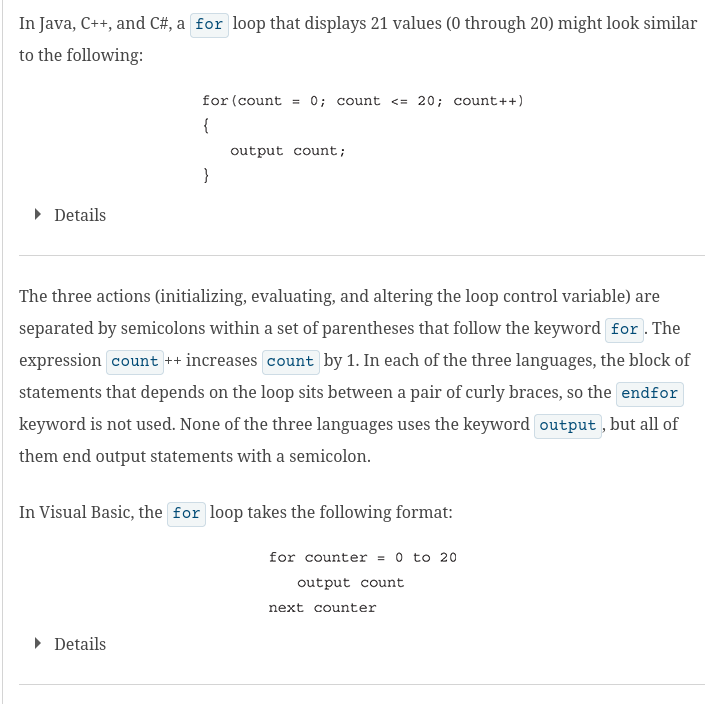 In Java, C++, and C#, a for loop that displays 21 values (0 through 20) might look similar
to the following:
for(count = 0; count <= 20; count++)
{
output count;
}
Details
The three actions (initializing, evaluating, and altering the loop control variable) are
separated by semicolons within a set of parentheses that follow the keyword for. The
expression count++ increases count by 1. In each of the three languages, the block of
statements that depends on the loop sits between a pair of curly braces, so the endfor
keyword is not used. None of the three languages uses the keyword output, but all of
them end output statements with a semicolon.
In Visual Basic, the for loop takes the following format:
for counter = 0 to 20
output count
next counter
Details